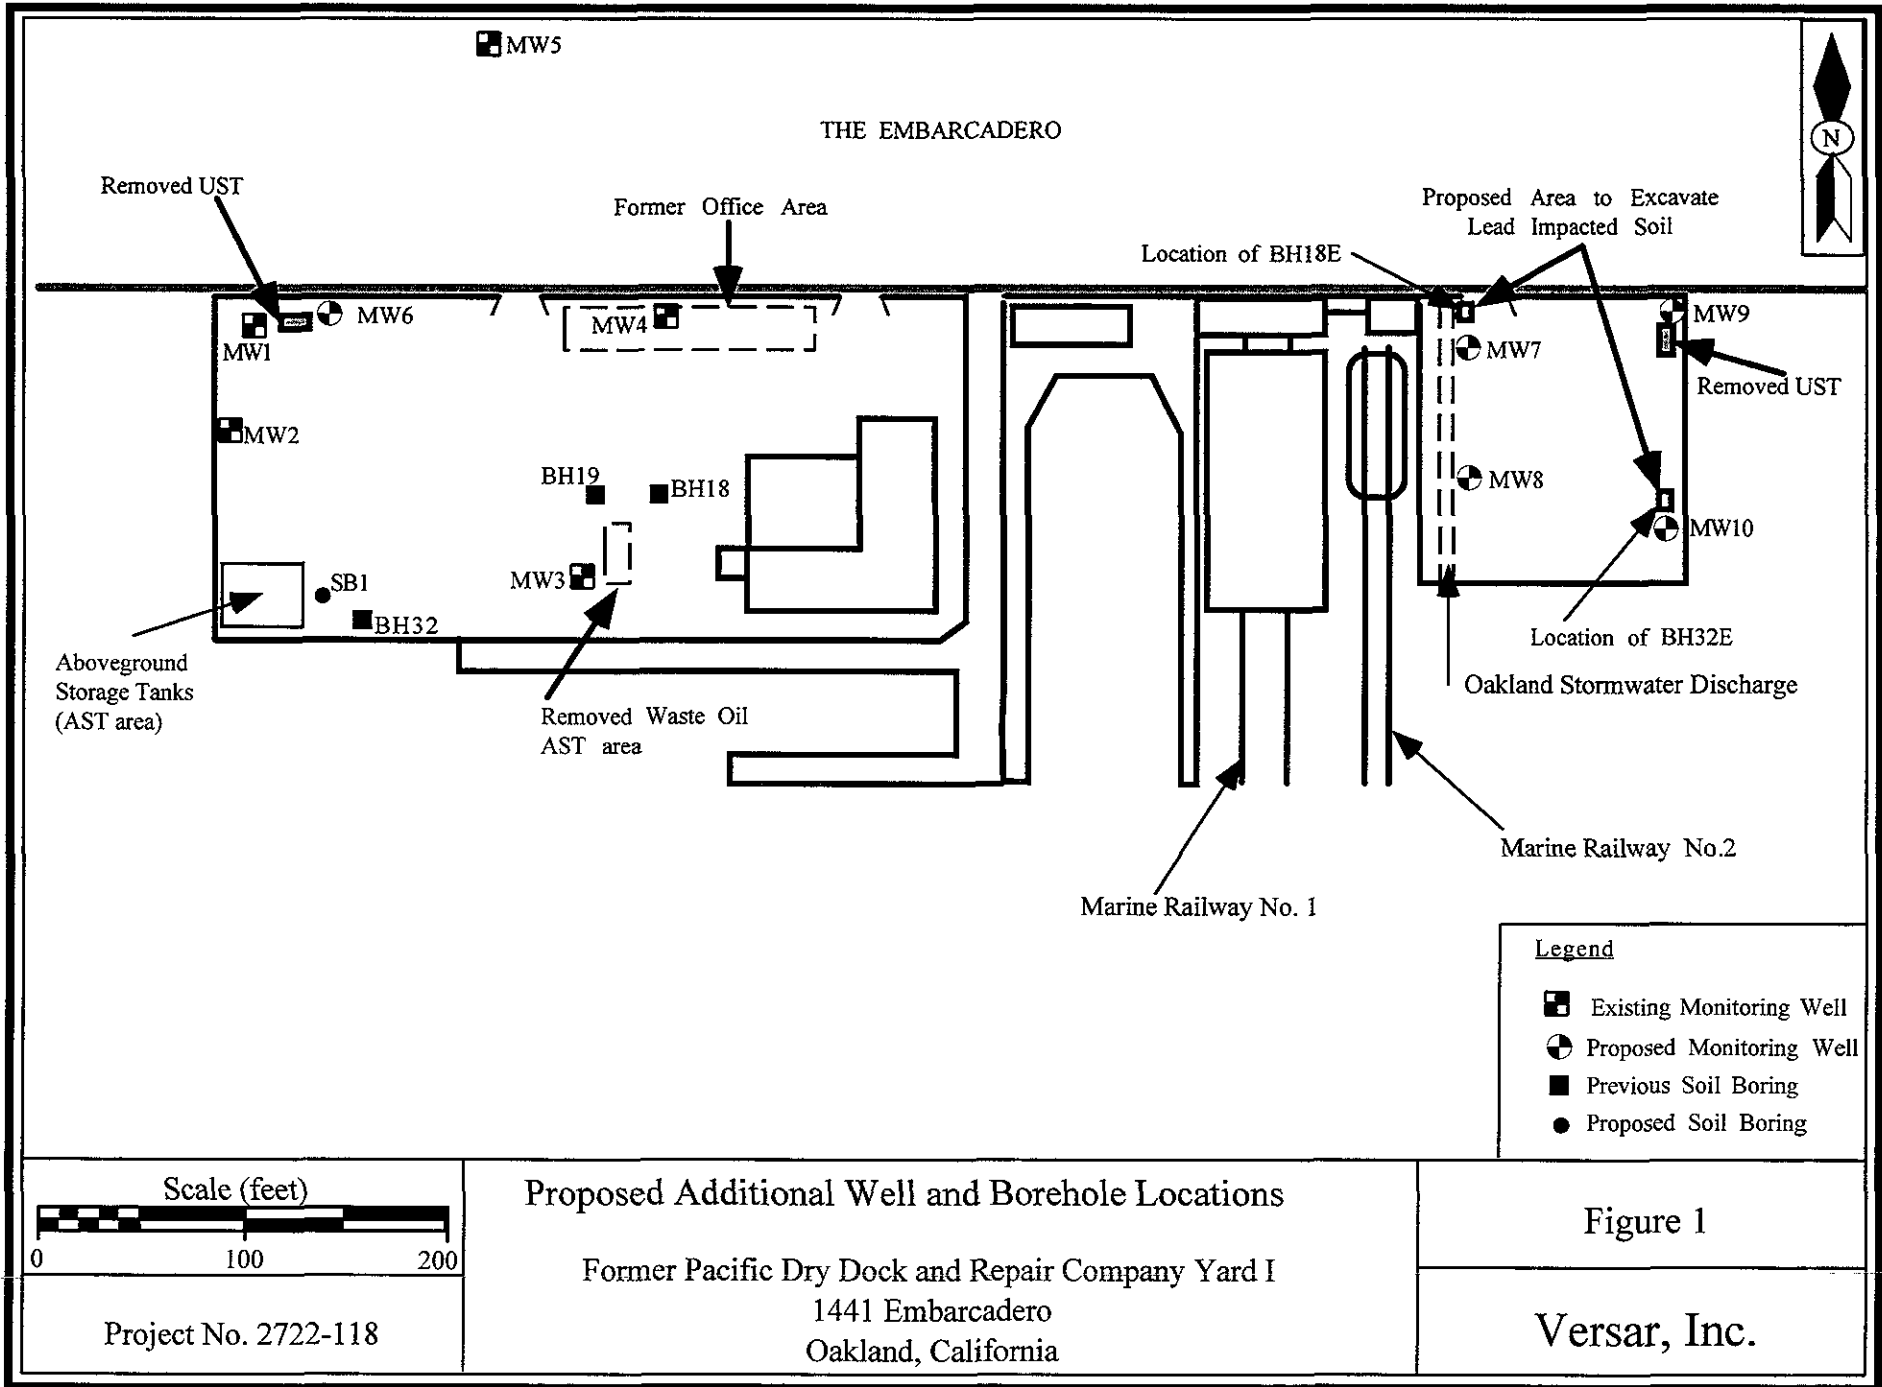 MW5
THE EMBARCADERO
N
Removed UST
Former Office Area
Proposed Area to Excavate
Lead Impacted Soil
Location of BH18E
MW6
MW1
MW4
MW9
MW7
Removed UST
MW2
BH19
BH18
MW8
MW10
MW3
SB1
BH32
Location of BH32E
Aboveground
Storage Tanks
(AST area)
Removed Waste Oil
AST area
Oakland Stormwater Discharge
Marine Railway No.2
Marine Railway No. 1
Legend
Existing Monitoring Well
Proposed Monitoring Well
Previous Soil Boring
Proposed Soil Boring
Scale (feet)
0 100 200
Project No. 2722-118
Proposed Additional Well and Borehole Locations
Former Pacific Dry Dock and Repair Company Yard I
1441 Embarcadero
Oakland, California
Figure 1
Versar, Inc.